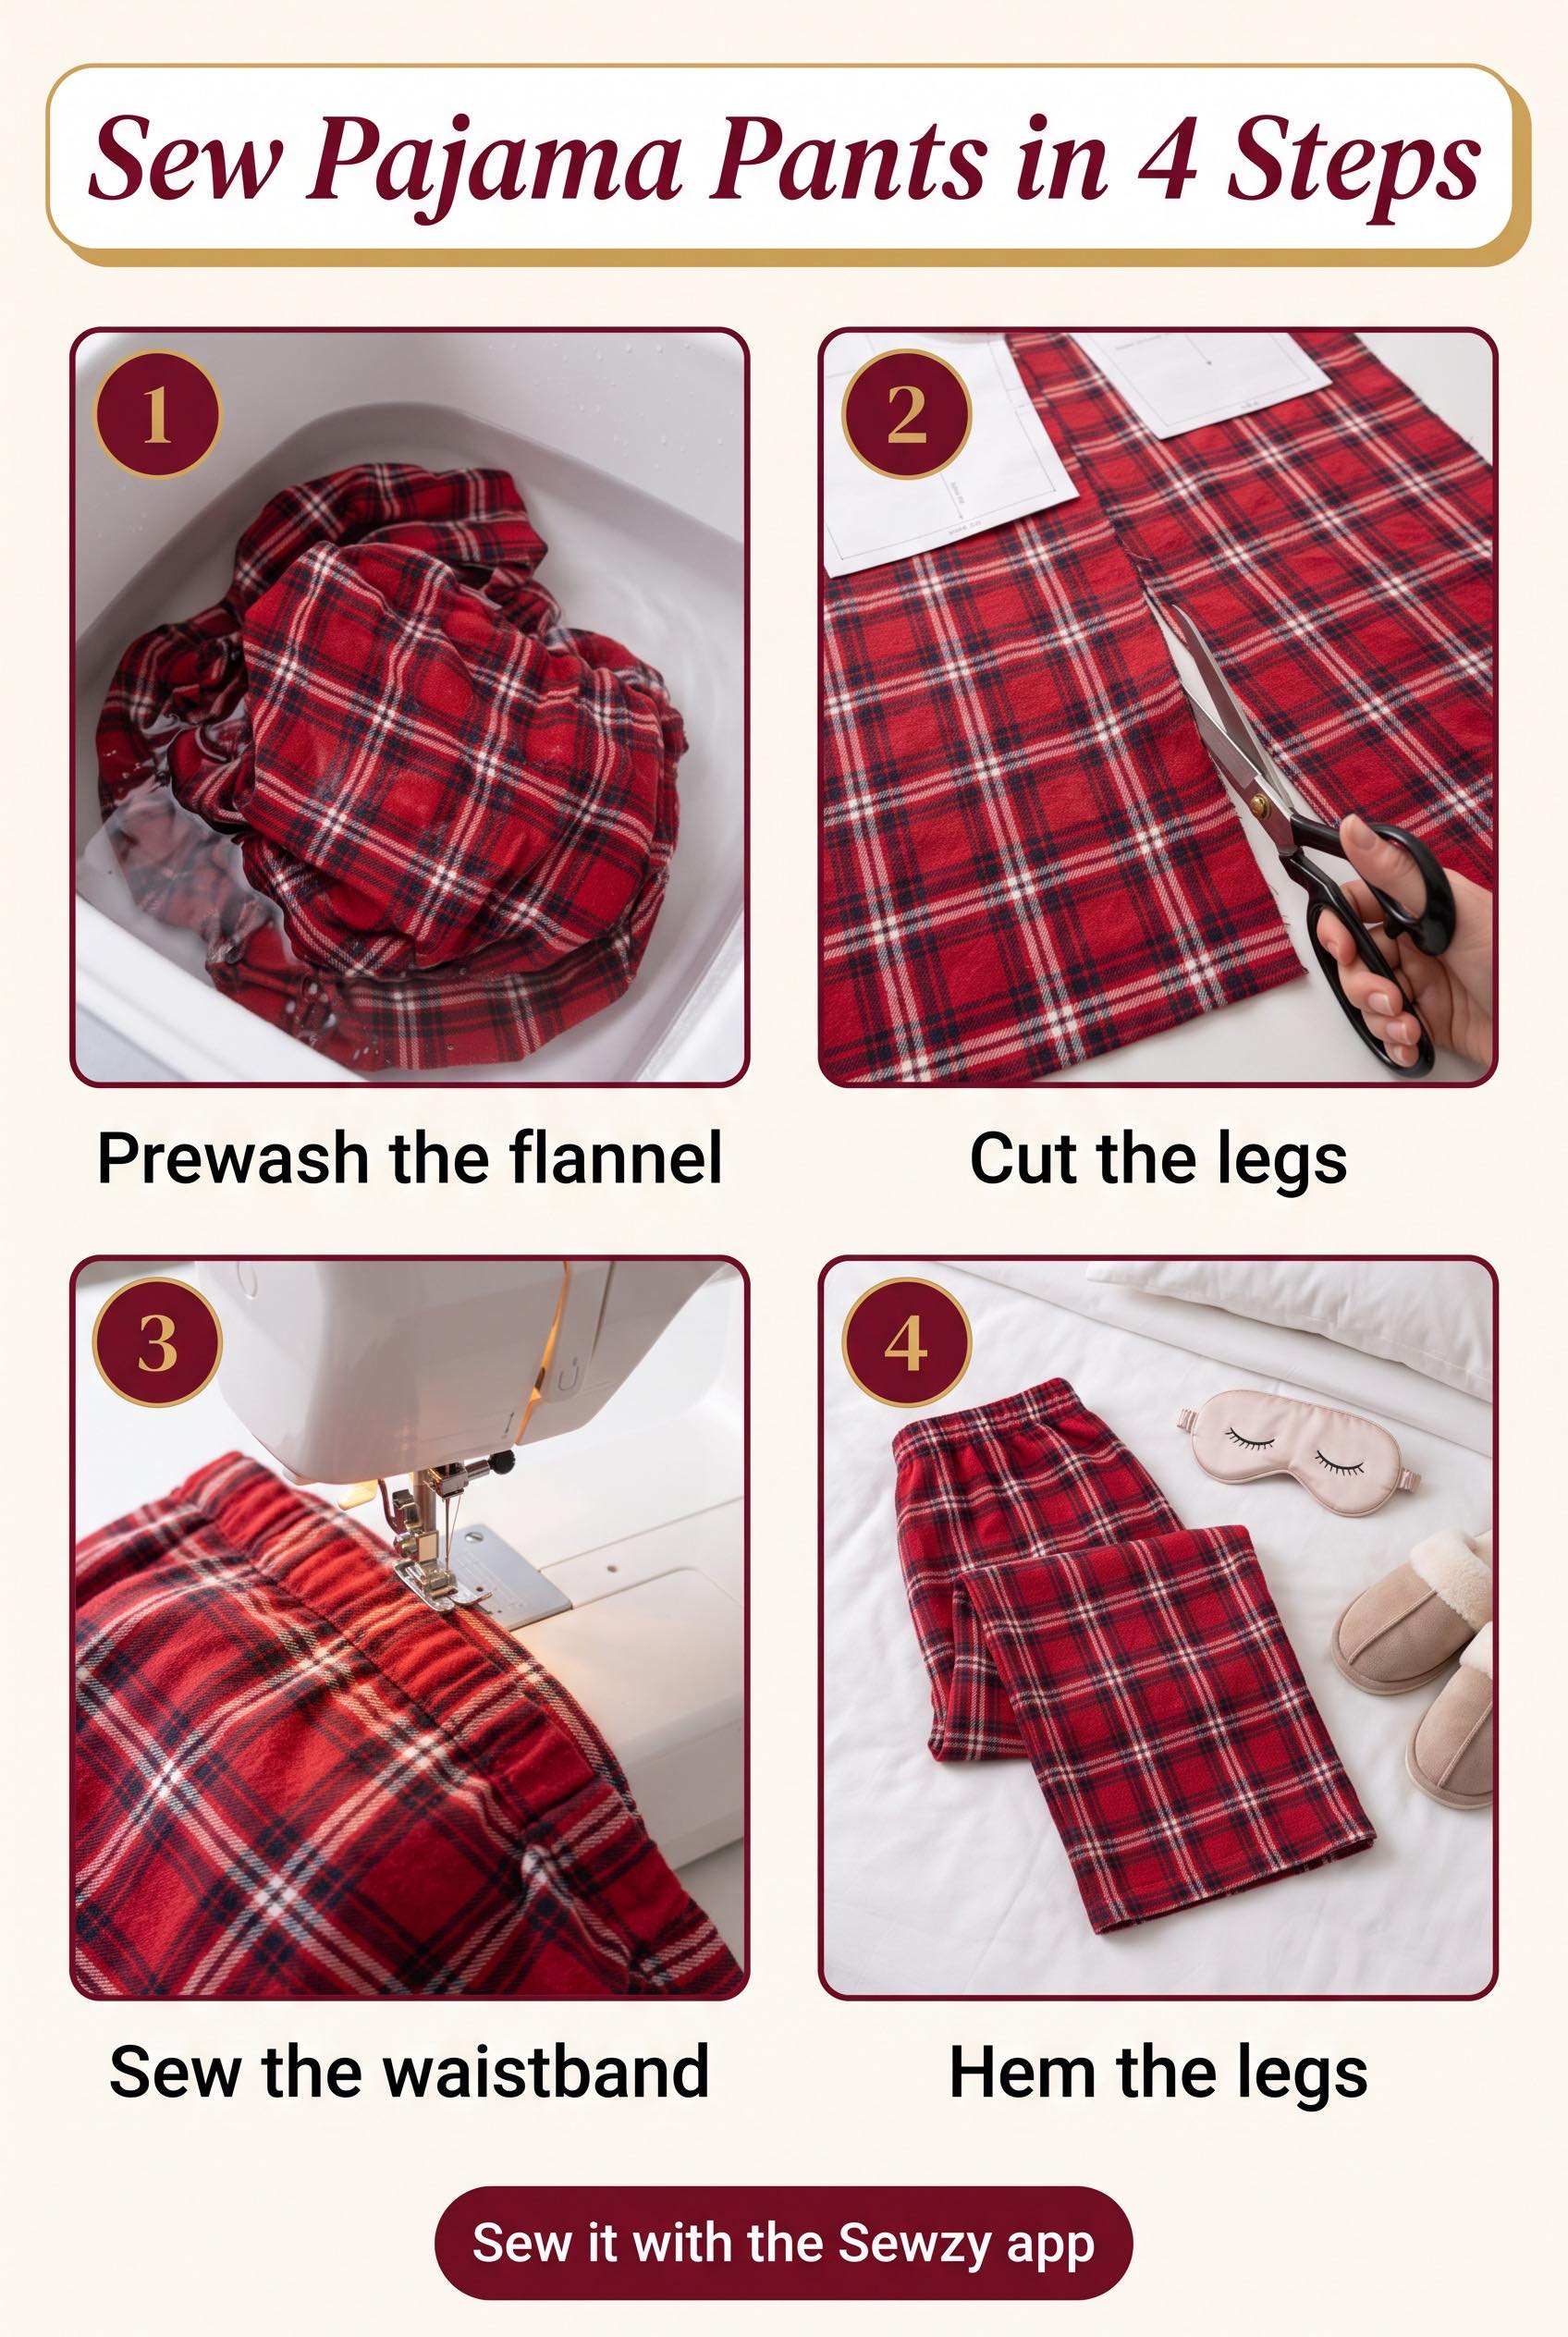 Sew Pajama Pants in 4 Steps
1
2
Prewash the flannel
Cut the legs
3
4
Sew the waistband
Hem the legs
Sew it with the Sewzy app